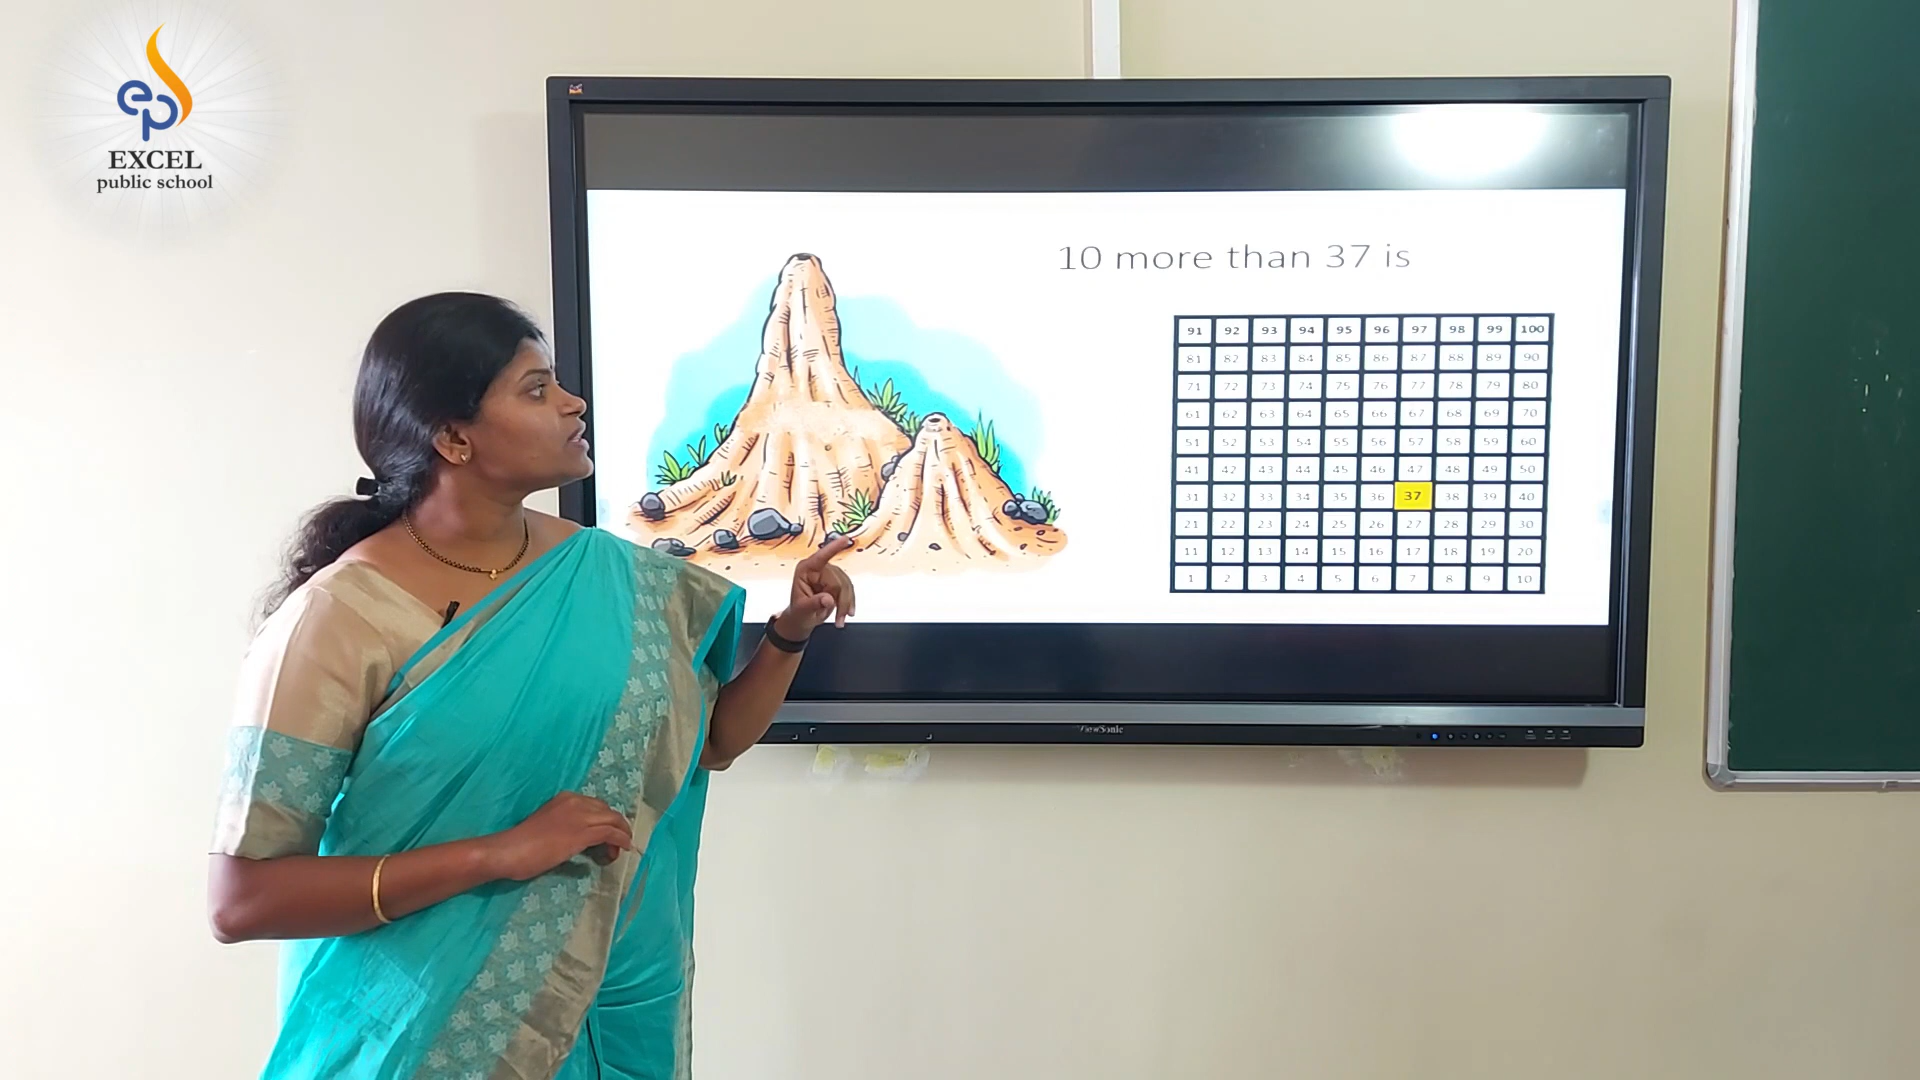 eps
EXCEL
public school
10 more than 37 is
91 92 93 94 95 96 97 98 99 100
81 82 83 84 85 86 87 88 89 90
71 72 73 74 75 76 77 78 79 80
61 62 63 64 65 66 67 68 69 70
51 52 53 54 55 56 57 58 59 60
41 42 43 44 45 46 47 48 49 50
31 32 33 34 35 36 37 38 39 40
21 22 23 24 25 26 27 28 29 30
11 12 13 14 15 16 17 18 19 20
1 2 3 4 5 6 7 8 9 10
ViewSonic